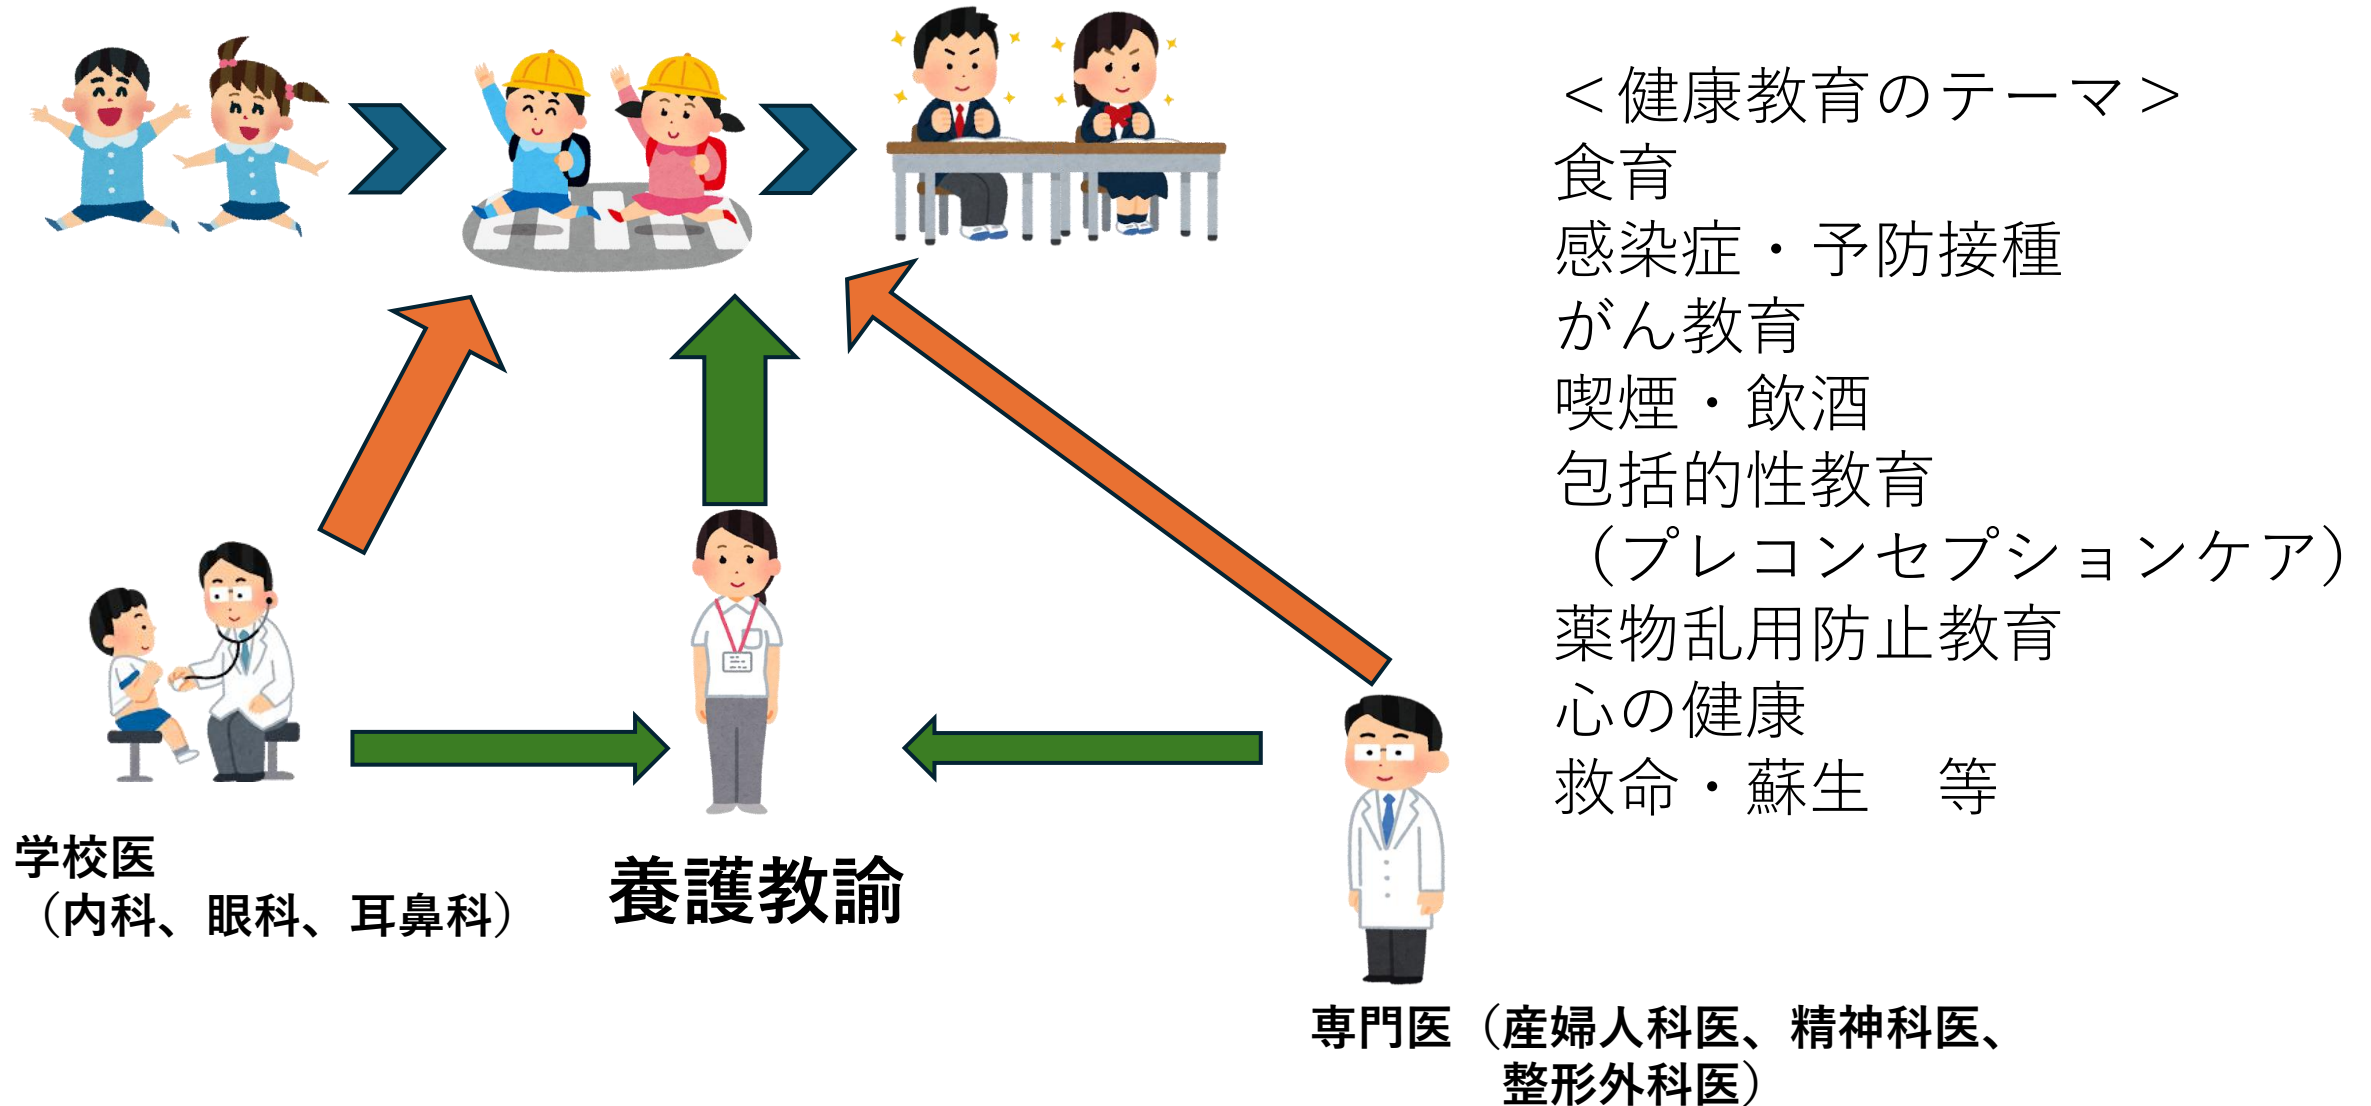 ＜健康教育のテーマ＞
食育
感染症・予防接種
がん教育
喫煙・飲酒
包括的性教育
（プレコンセプションケア）
薬物乱用防止教育
心の健康
救命・蘇生　等
学校医
（内科、眼科、耳鼻科）
養護教諭
専門医（産婦人科医、精神科医、
整形外科医）